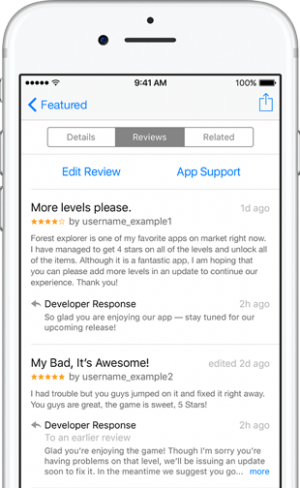 9:41 AM 100%
Featured
Details Reviews Related
Edit Review App Support
More levels please. 1d ago
by username_example1
Forest explorer is one of my favorite apps on market right now.
I have managed to get 4 stars on all of the levels and unlock all
of the items. Although it is a fantastic app, I am hoping that
you can please add more levels in an update to continue our
experience. Thank you!
Developer Response 2h ago
So glad you are enjoying our app — stay tuned for our
upcoming release!
My Bad, It's Awesome! edited 2d ago
by username_example2
I had trouble but you guys jumped on it and fixed it right away.
You guys are great, the game is sweet, 5 Stars!
Developer Response 2h ago
To an earlier review
Glad you're enjoying the game! Though I'm sorry you're
having problems on that level, we'll be issuing an update
soon to fix it. In the meantime we suggest you go... more